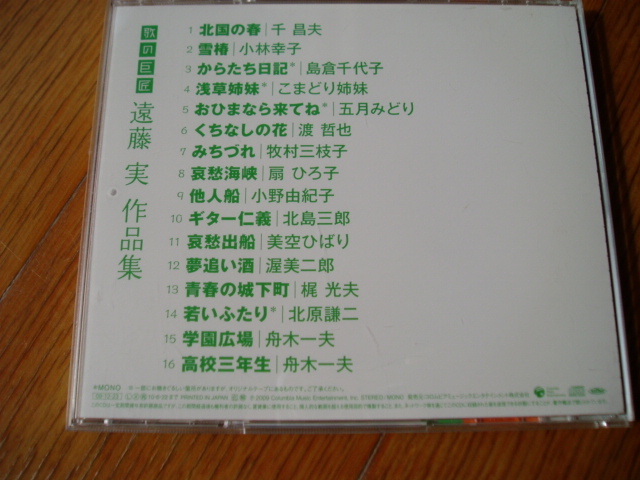 歌の巨匠
遠藤 実 作品集
1 北国の春|千 昌夫
2 雪椿|小林幸子
3 からたち日記*|島倉千代子
4 浅草姉妹*|こまどり姉妹
5 おひまなら来てね*|五月みどり
6 くちなしの花|渡 哲也
7 みちづれ|牧村三枝子
8 哀愁海峡|扇 ひろ子
9 他人船|小野由紀子
10 ギター仁義|北島三郎
11 哀愁出船|美空ひばり
12 夢追い酒|渥美二郎
13 青春の城下町|梶 光夫
14 若いふたり*|北原謙二
15 学園広場|舟木一夫
16 高校三年生|舟木一夫
*MONO